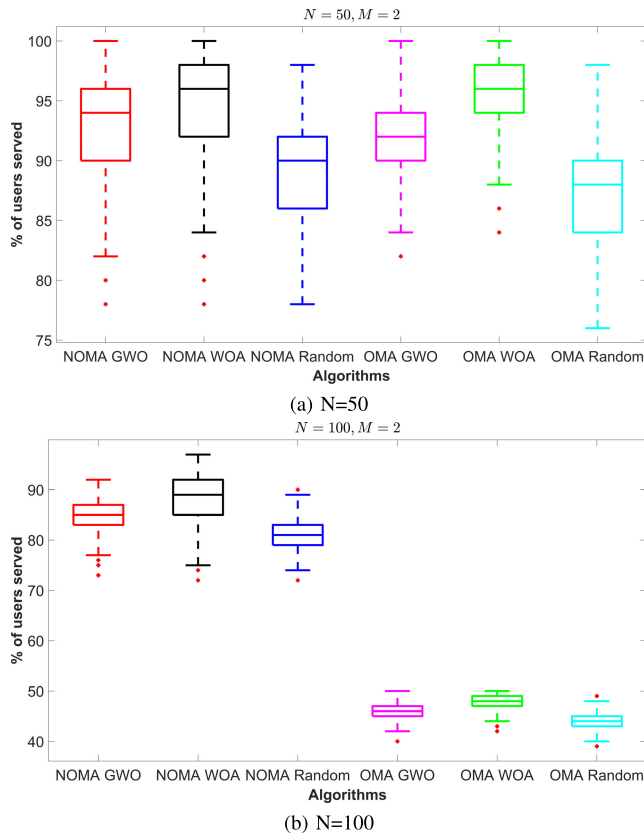 N = 50, M = 2
100
95
90
85
80
75
% of users served
NOMA GWO NOMA WOA NOMA Random OMA GWO OMA WOA OMA Random
Algorithms
(a) N=50
N = 100, M = 2
90
80
70
60
50
40
% of users served
NOMA GWO NOMA WOA NOMA Random OMA GWO OMA WOA OMA Random
Algorithms
(b) N=100